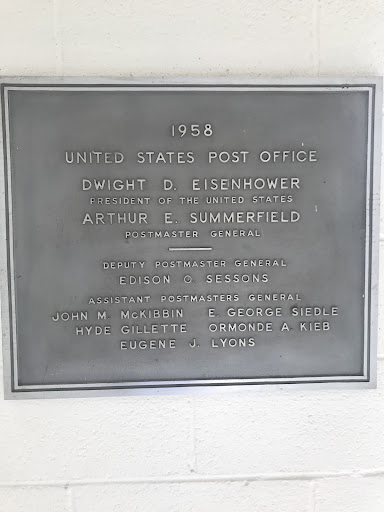 1958
UNITED STATES POST OFFICE
DWIGHT D. EISENHOWER
PRESIDENT OF THE UNITED STATES
ARTHUR E. SUMMERFIELD
POSTMASTER GENERAL
DEPUTY POSTMASTER GENERAL
EDISON O. SESSONS
ASSISTANT POSTMASTERS GENERAL
JOHN M. McKIBBIN E. GEORGE SIEDLE
HYDE GILLETTE ORMONDE A. KIEB
EUGENE J. LYONS